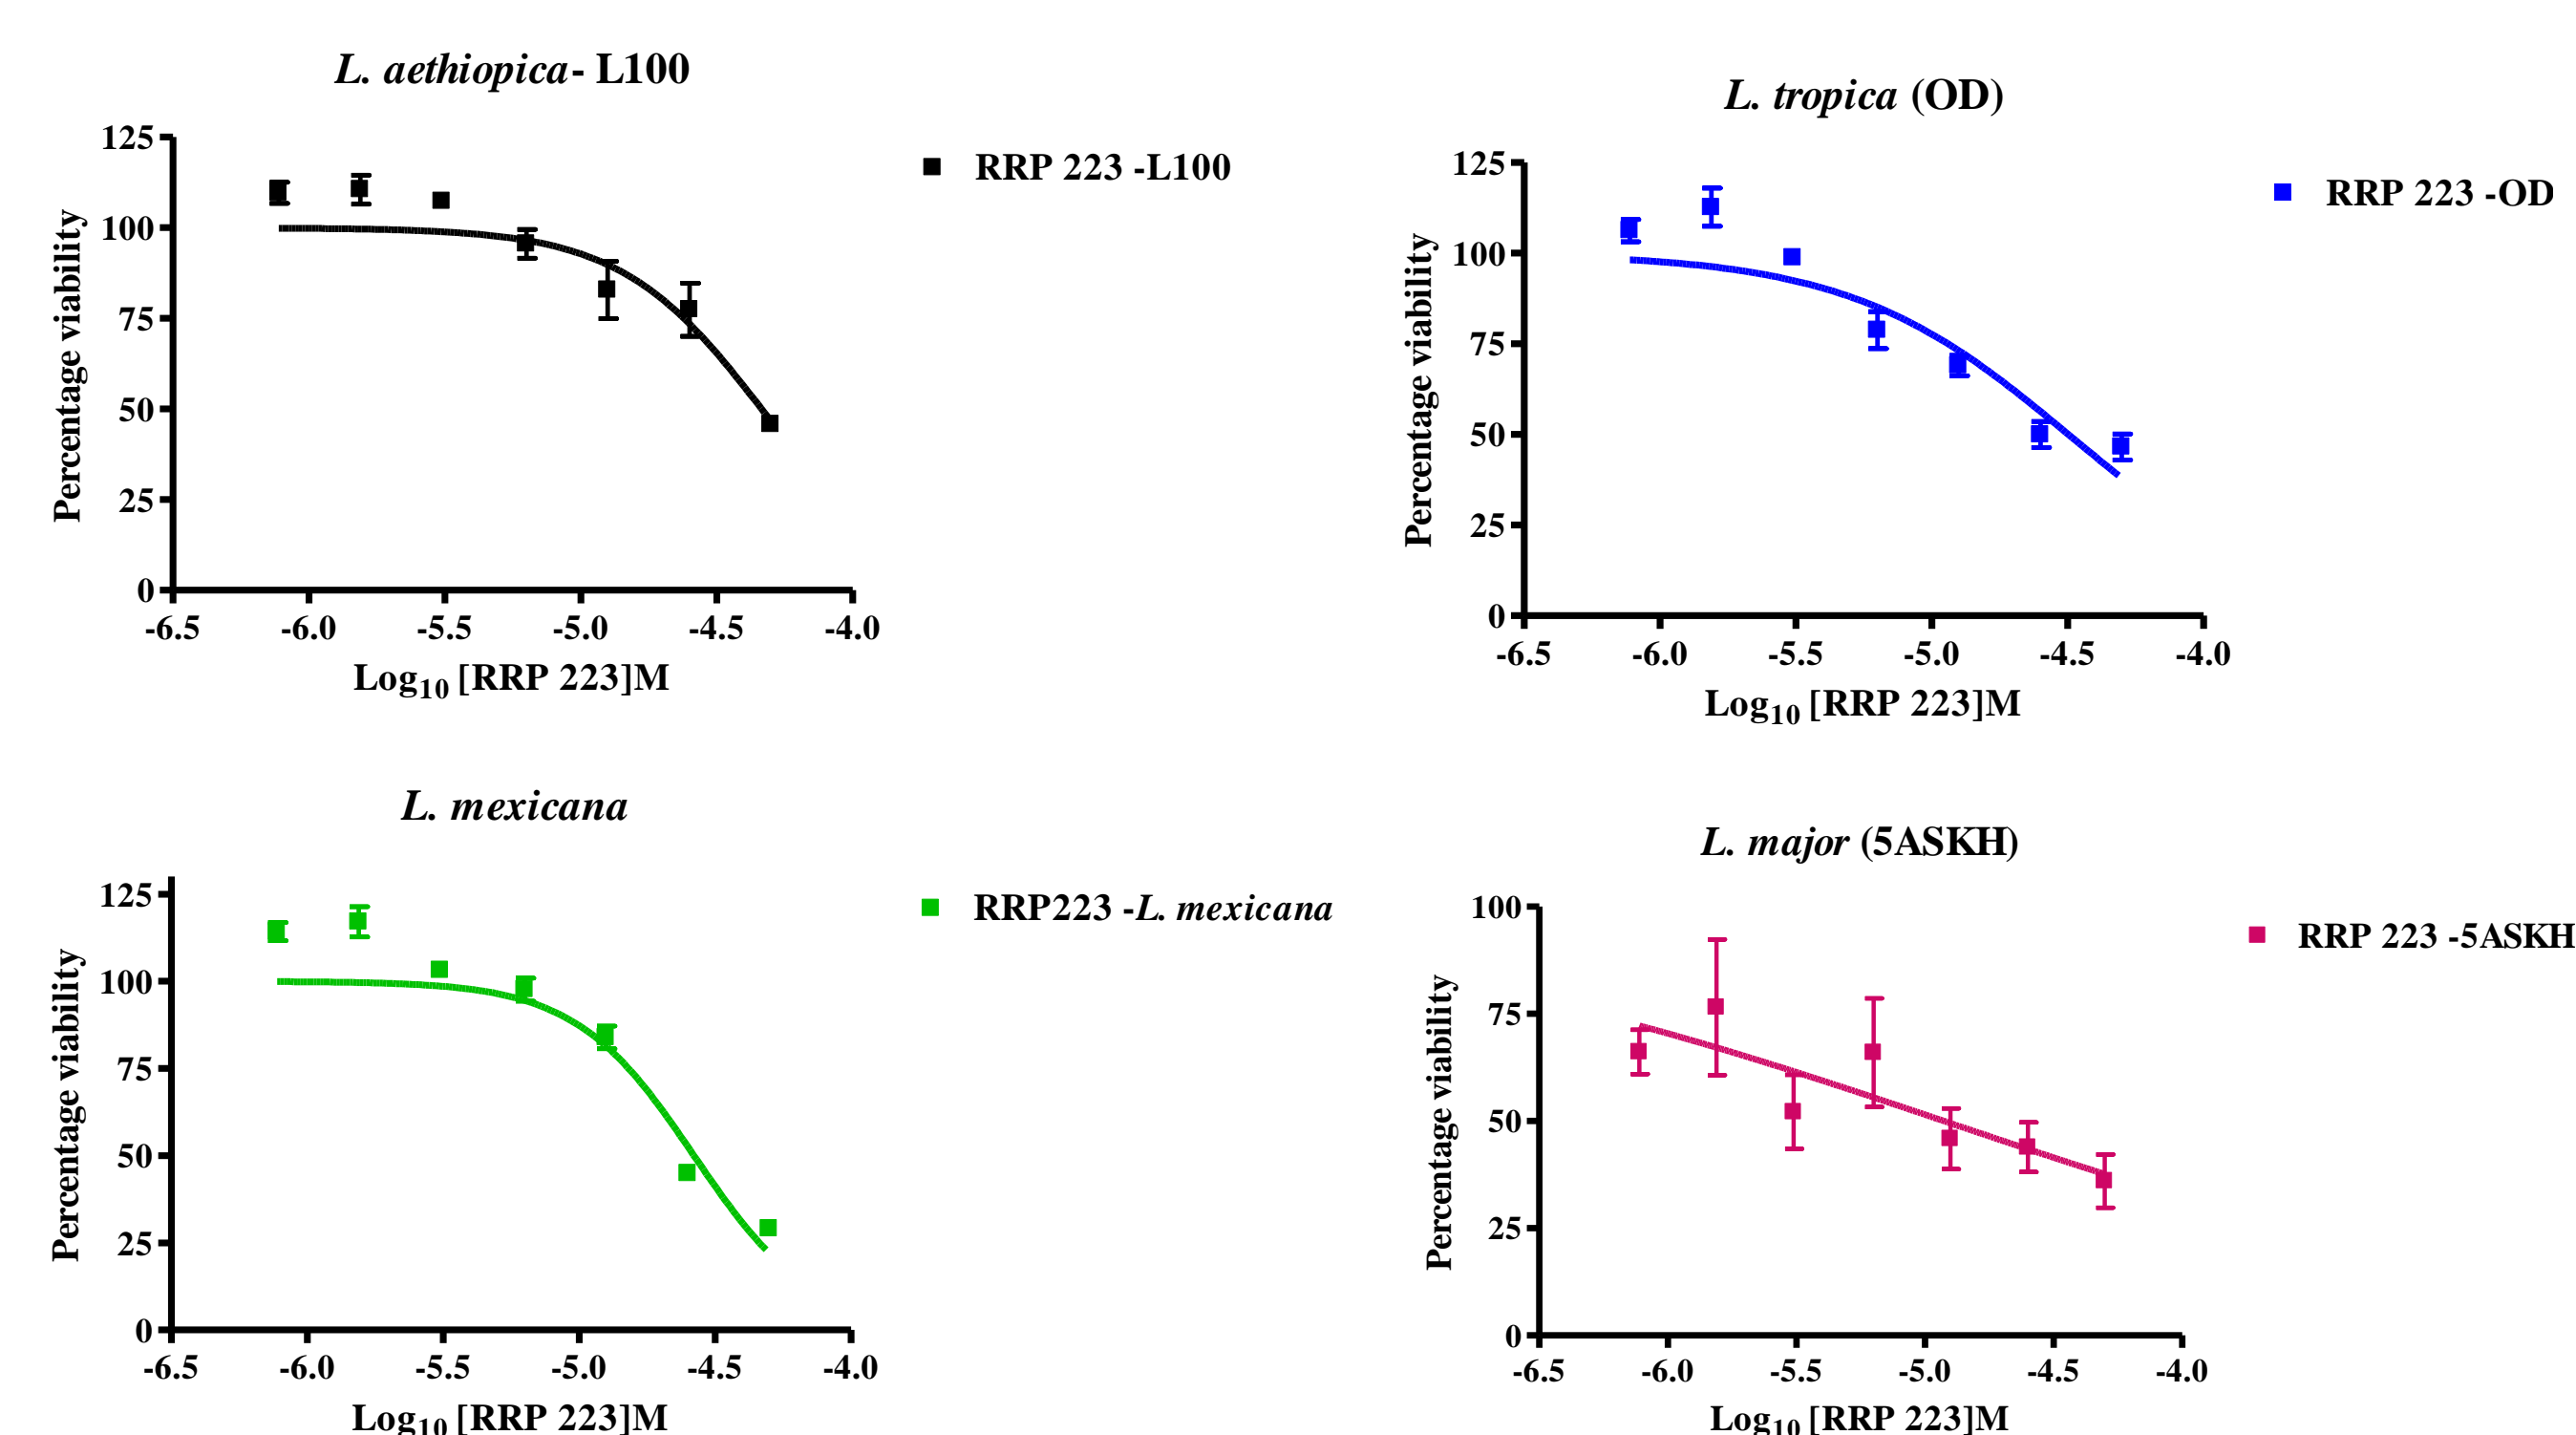 L. aethiopica- L100
125
100
75
50
25
0
Percentage viability
-6.5 -6.0 -5.5 -5.0 -4.5 -4.0
Log10 [RRP 223]M
RRP 223 -L100
L. tropica (OD)
125
100
75
50
25
0
Percentage viability
-6.5 -6.0 -5.5 -5.0 -4.5 -4.0
Log10 [RRP 223]M
RRP 223 -OD
L. mexicana
125
100
75
50
25
0
Percentage viability
-6.5 -6.0 -5.5 -5.0 -4.5 -4.0
Log10 [RRP 223]M
RRP223 -L. mexicana
L. major (5ASKH)
100
75
50
25
0
Percentage viability
-6.5 -6.0 -5.5 -5.0 -4.5 -4.0
Log10 [RRP 223]M
RRP 223 -5ASKH